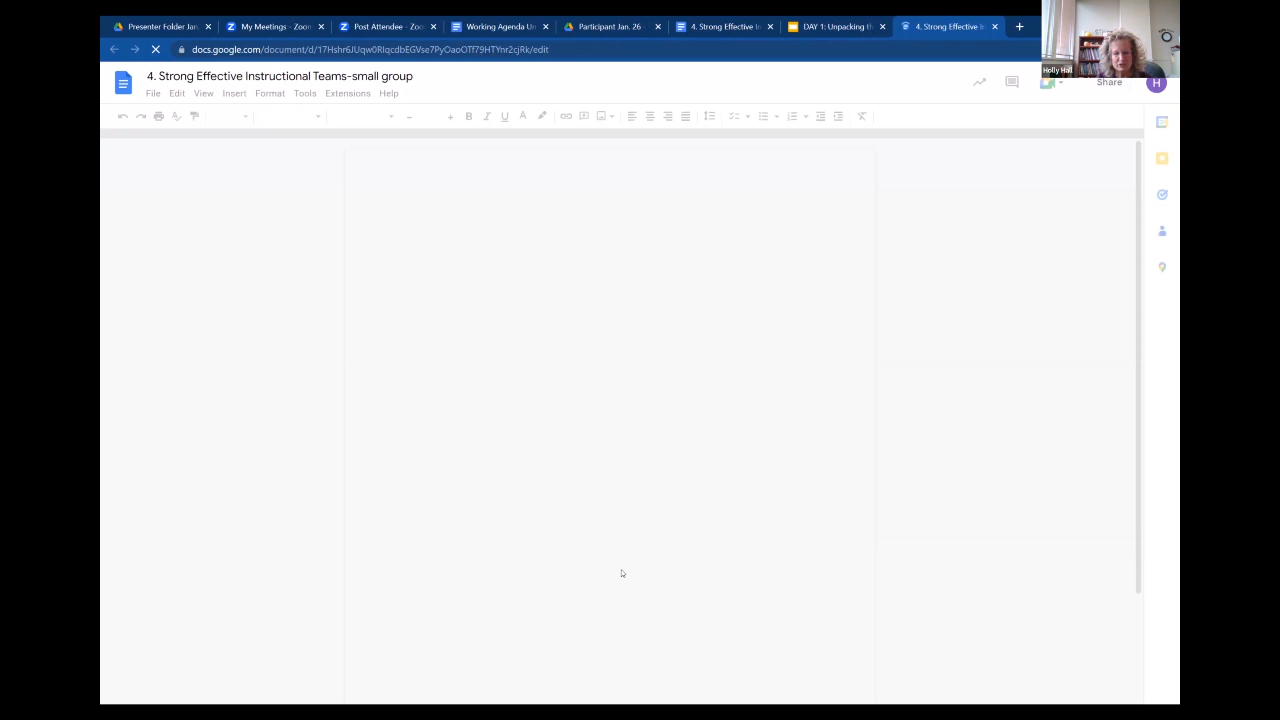 Presenter Folder Jan.
My Meetings - Zoom
Post Attendee - Zoo
Working Agenda Un
Participant Jan. 26
4. Strong Effective In
DAY 1: Unpacking th
4. Strong Effective In
docs.google.com/document/d/
4. Strong Effective Instructional Teams-small group
File Edit View Insert Format Tools Extensions Help
Share
H
Holly Hall
B I U A